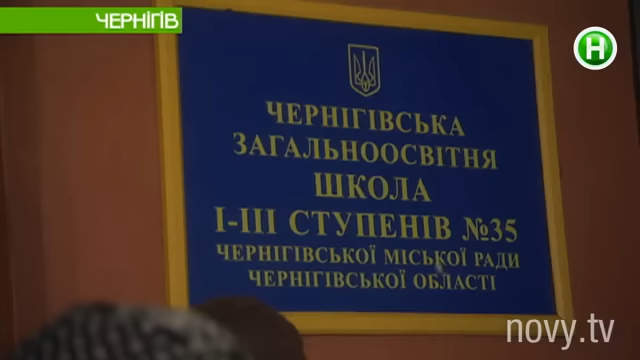 ЧЕРНІГІВ
Н
ЧЕРНІГІВСЬКА
ЗАГАЛЬНООСВІТНЯ
ШКОЛА
І-ІІІ СТУПЕНІВ №35
ЧЕРНІГІВСЬКОЇ МІСЬКОЇ РАДИ
ЧЕРНІГІВСЬКОЇ ОБЛАСТІ
novy.tv